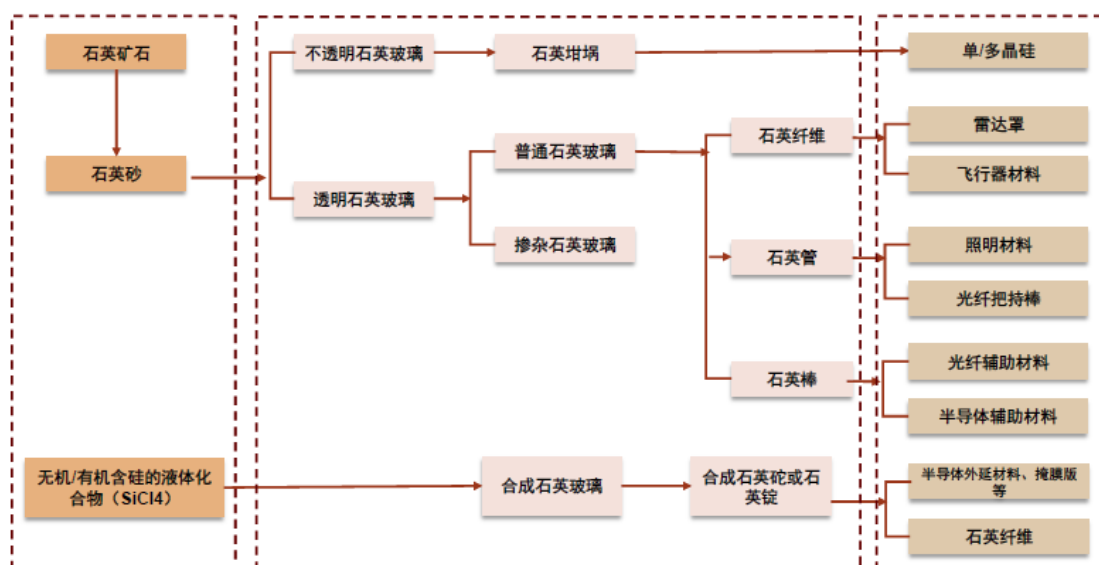 石英矿石
不透明石英玻璃
石英坩埚
单/多晶硅
石英砂
透明石英玻璃
普通石英玻璃
掺杂石英玻璃
石英纤维
雷达罩
飞行器材料
石英管
照明材料
光纤把持棒
石英棒
光纤辅助材料
半导体辅助材料
无机/有机含硅的液体化
合物（SiCl4）
合成石英玻璃
合成石英砣或石
英锭
半导体外延材料、掩膜版
等
石英纤维